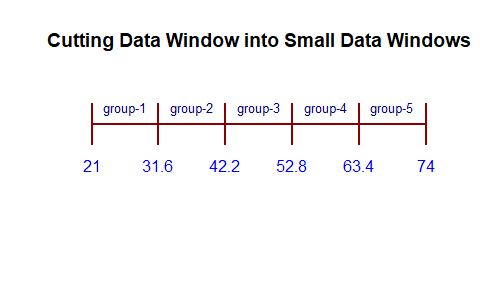 Cutting Data Window into Small Data Windows
group-1 group-2 group-3 group-4 group-5
21 31.6 42.2 52.8 63.4 74